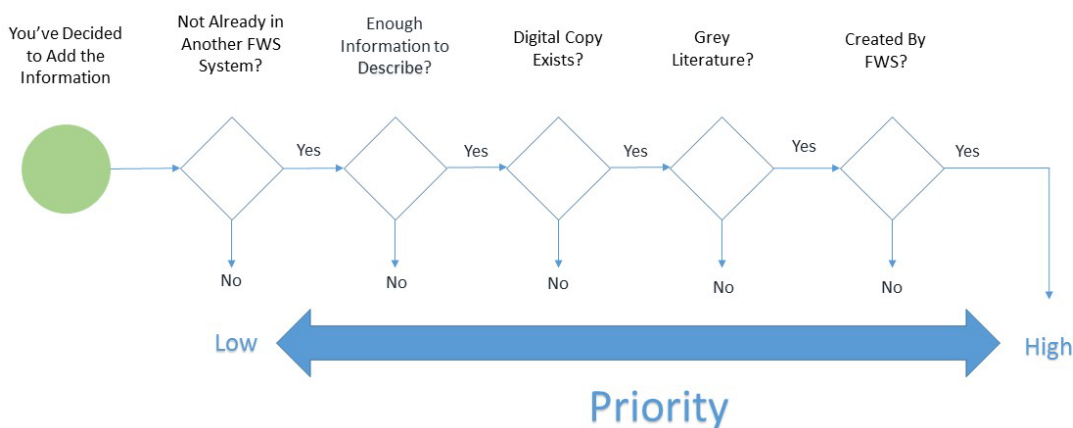 You've Decided
to Add the
Information
Not Already in
Another FWS
System?
Enough
Information to
Describe?
Digital Copy
Exists?
Grey
Literature?
Created By
FWS?
Yes
Yes
Yes
Yes
Yes
No
No
No
No
No
Low
High
Priority